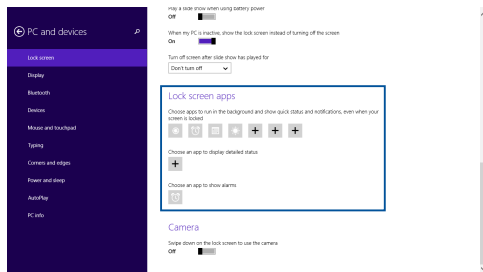 Play a slide show when using battery power
Off
PC and devices
When my PC is inactive, show the lock screen instead of turning off the screen
On
Lock screen
Turn off screen after slide show has played for
Don't turn off
Display
Bluetooth
Devices
Mouse and touchpad
Typing
Corners and edges
Power and sleep
AutoPlay
PC info
Lock screen apps
Choose apps to run in the background and show quick status and notifications, even when your
screen is locked
Choose an app to display detailed status
Choose an app to show alarms
Camera
Swipe down on the lock screen to use the camera
Off